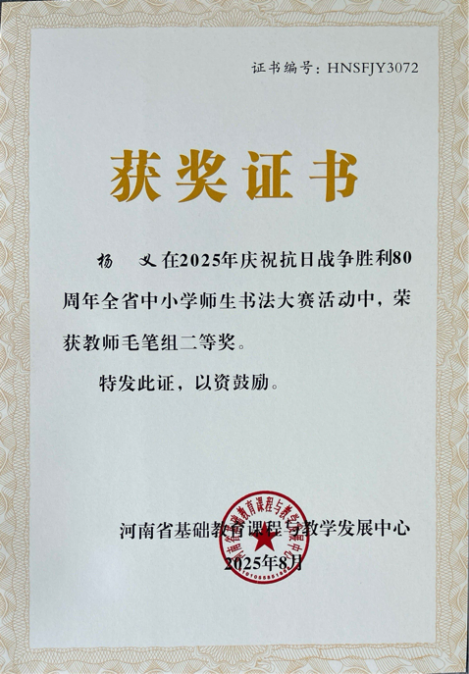 证书编号：HNSFJY3072
获奖证书
杨 义在2025年庆祝抗日战争胜利80
周年全省中小学师生书法大赛活动中，荣
获教师毛笔组二等奖。
特发此证，以资鼓励。
河南省基础教育课程与教学发展中心
2025年8月